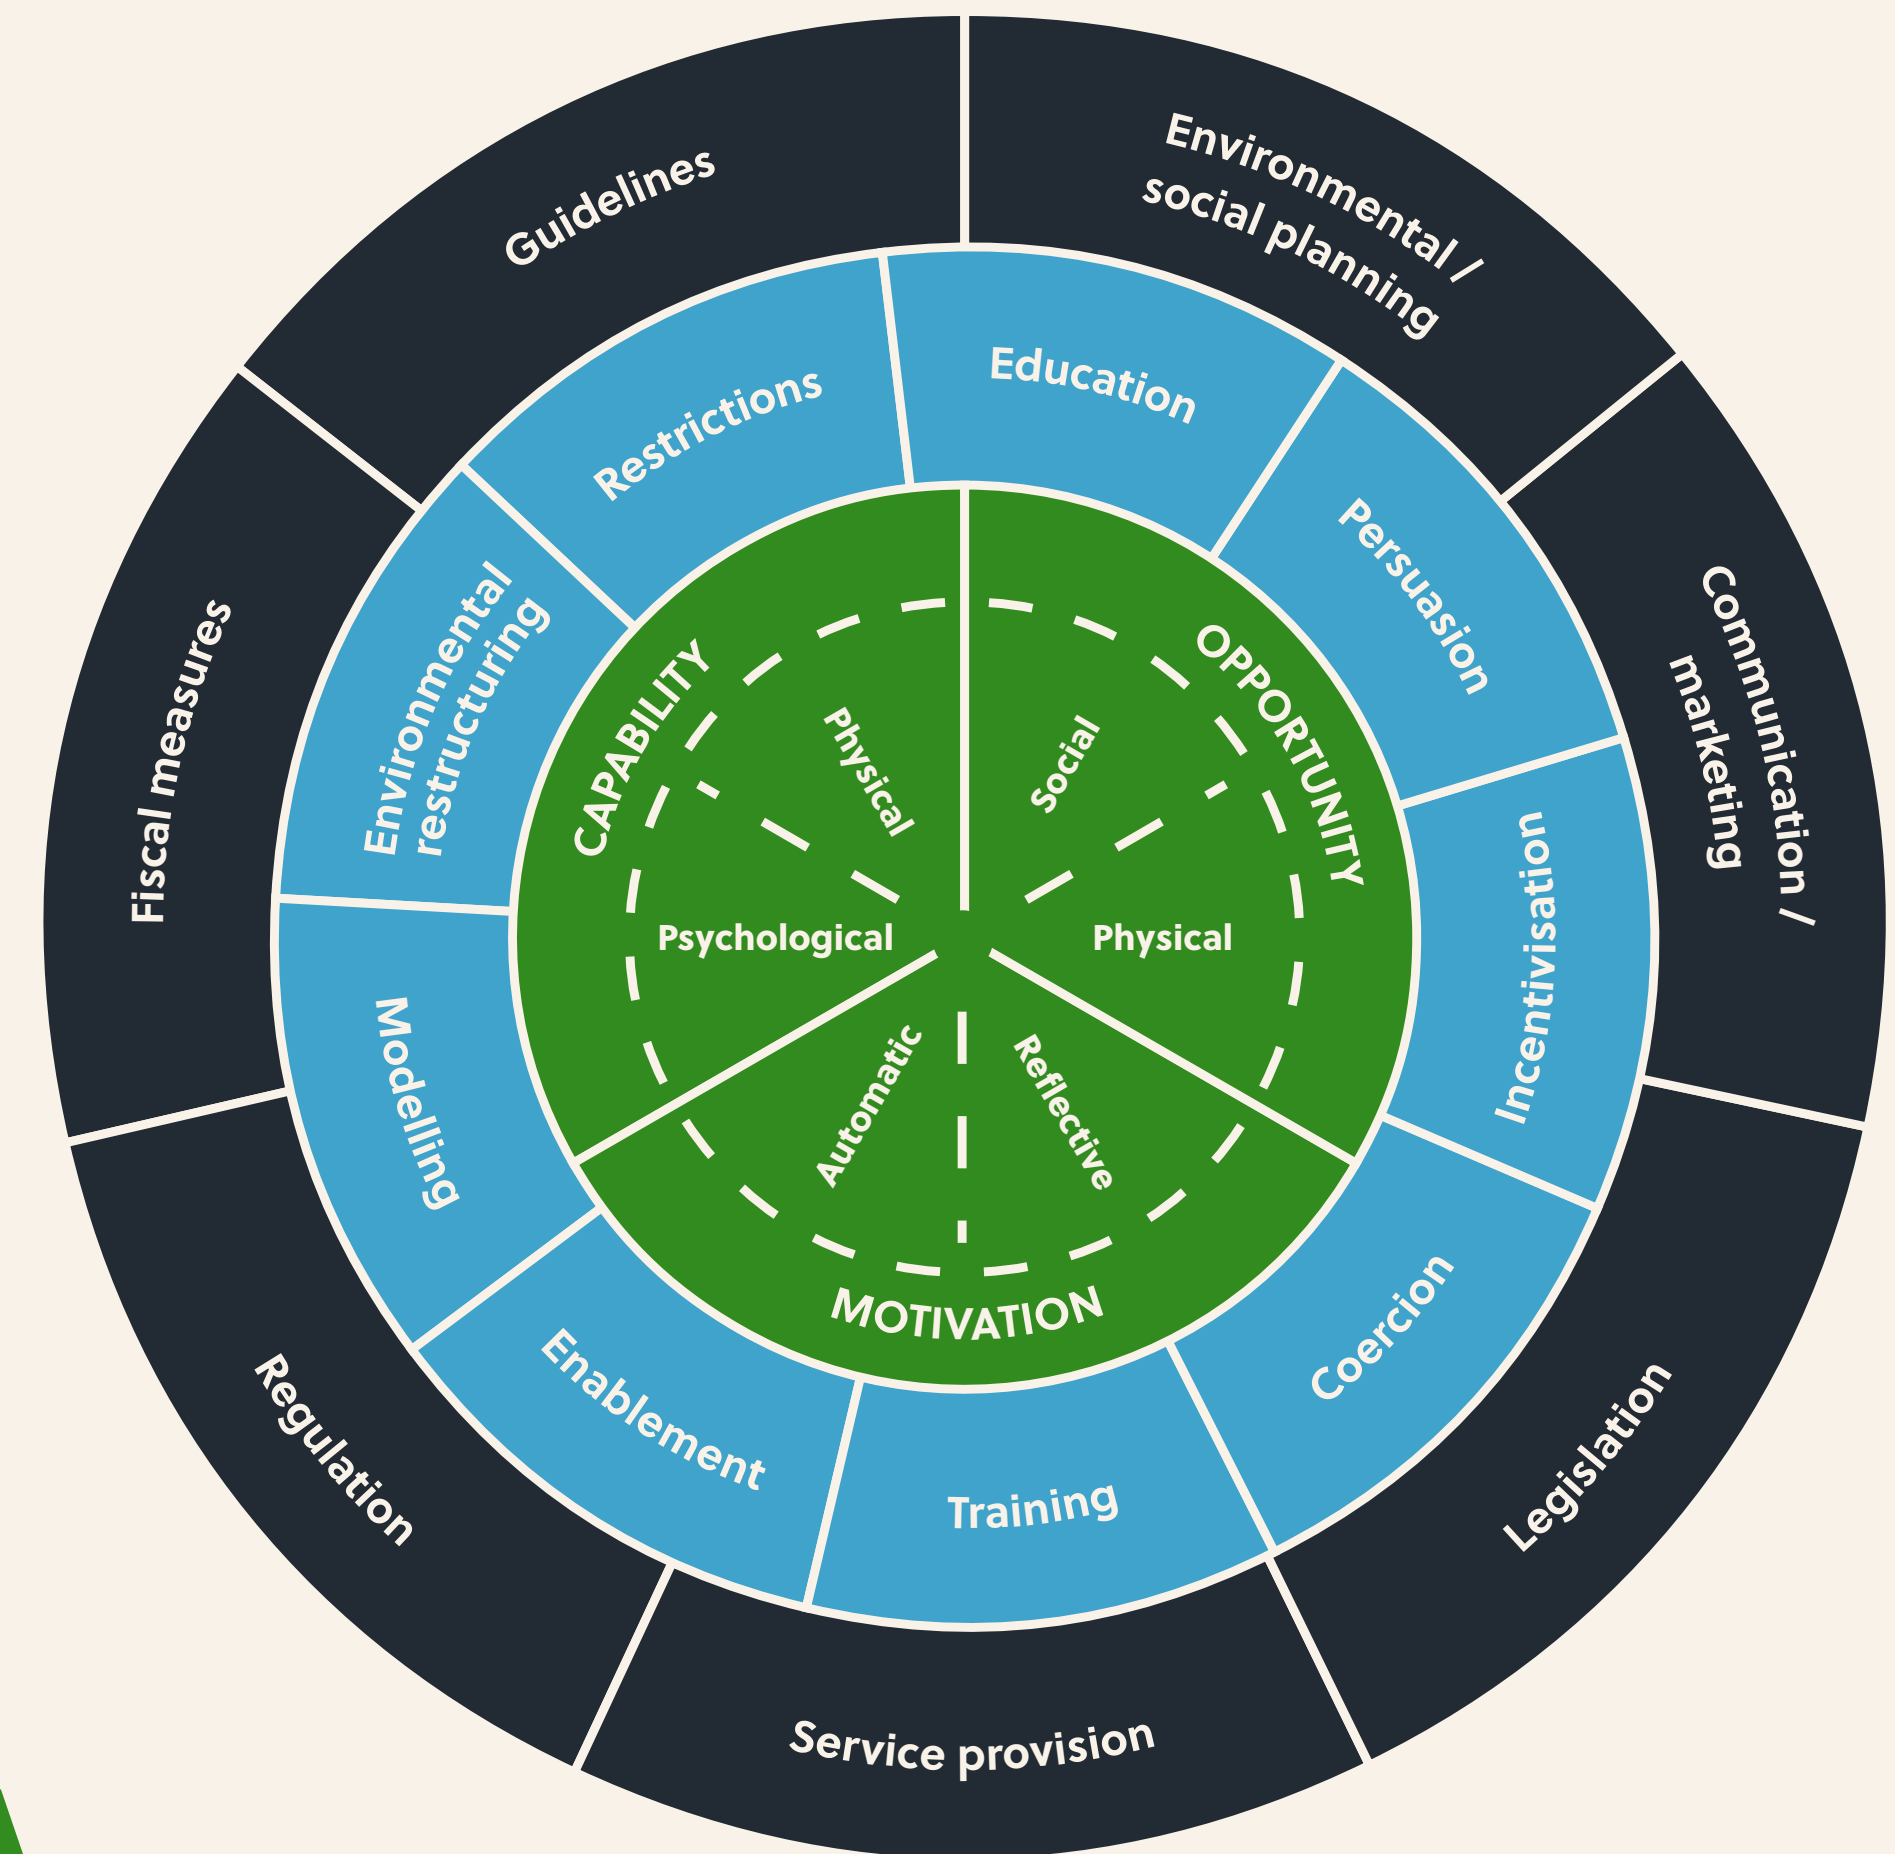 Guidelines
Environmental /
social planning
Communication /
marketing
Legislation
Service provision
Regulation
Fiscal measures
Restrictions
Education
Persuasion
Incentivisation
Coercion
Training
Enablement
Modelling
Environmental
restructuring
CAPABILITY
OPPORTUNITY
MOTIVATION
Physical
Social
Psychological
Physical
Automatic
Reflective